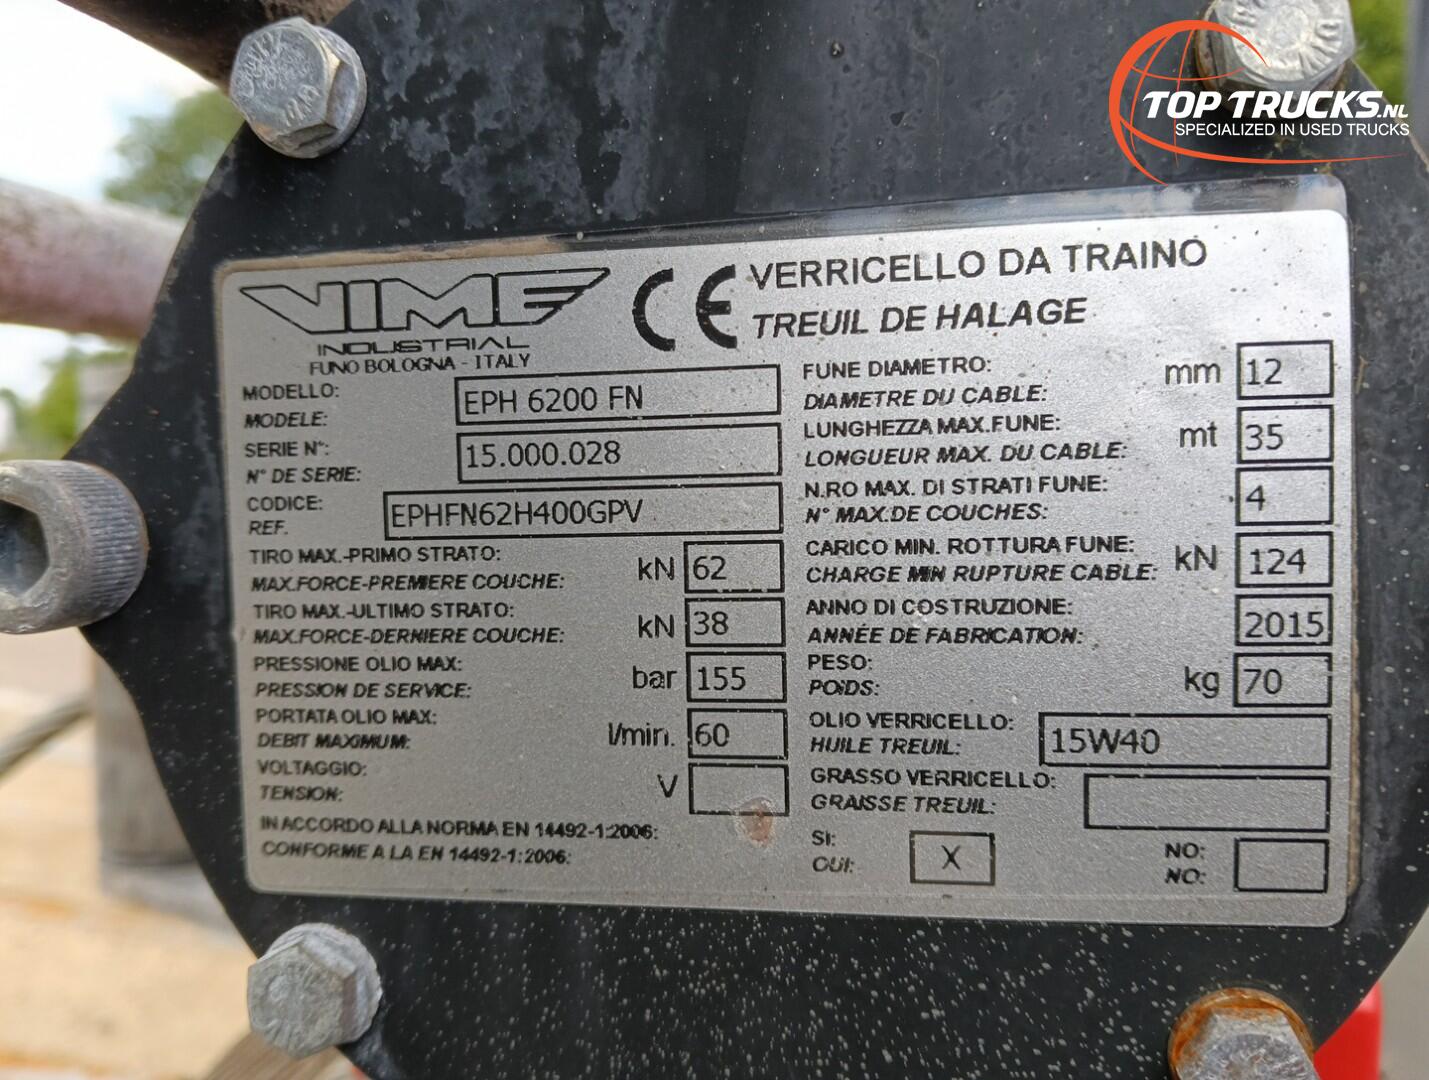 TOP TRUCKS.NL
SPECIALIZED IN USED TRUCKS
VIME
INDUSTRIAL
FUNO BOLOGNA - ITALY
CE
VERRICELLO DA TRAINO
TREUIL DE HALAGE
MODELLO:
MODELE:
EPH 6200 FN
SERIE N°:
N° DE SERIE:
15.000.028
CODICE:
REF.
EPHFN62H400GPV
TIRO MAX.-PRIMO STRATO:
MAX.FORCE-PREMIERE COUCHE:
kN 62
TIRO MAX.-ULTIMO STRATO:
MAX.FORCE-DERNIERE COUCHE:
kN 38
PRESSIONE OLIO MAX:
PRESSION DE SERVICE:
bar 155
PORTATA OLIO MAX:
DEBIT MAXIMUM:
l/min. 60
VOLTAGGIO:
TENSION:
V
IN ACCORDO ALLA NORMA EN 14492-1:2006:
CONFORME A LA EN 14492-1:2006:
FUNE DIAMETRO:
DIAMETRE DU CABLE:
mm 12
LUNGHEZZA MAX.FUNE:
LONGUEUR MAX. DU CABLE:
mt 35
N.RO MAX. DI STRATI FUNE:
N° MAX.DE COUCHES:
4
CARICO MIN. ROTTURA FUNE:
CHARGE MIN RUPTURE CABLE:
kN 124
ANNO DI COSTRUZIONE:
ANNÉE DE FABRICATION:
2015
PESO:
POIDS:
kg 70
OLIO VERRICELLO:
HUILE TREUIL:
15W40
GRASSO VERRICELLO:
GRAISSE TREUIL:
SI:
OUI:
X
NO:
NO: